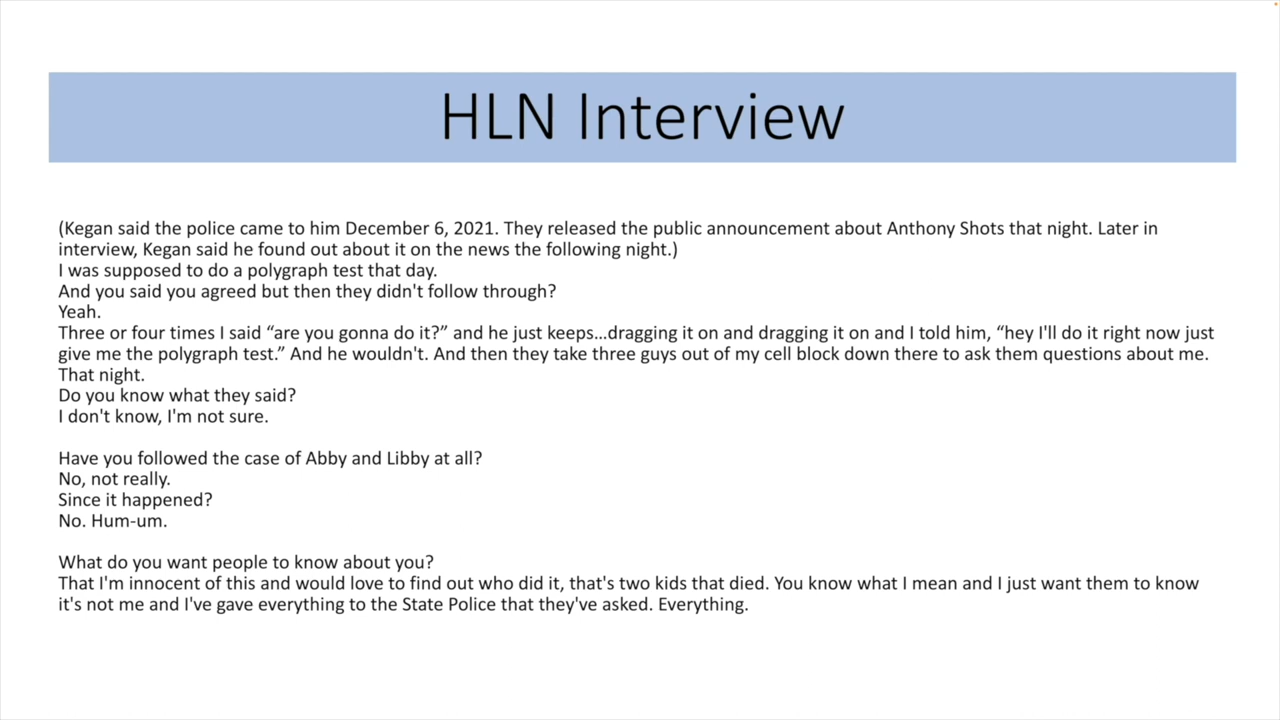 HLN Interview
(Kegan said the police came to him December 6, 2021. They released the public announcement about Anthony Shots that night. Later in
interview, Kegan said he found out about it on the news the following night.)
I was supposed to do a polygraph test that day.
And you said you agreed but then they didn't follow through?
Yeah.
Three or four times I said “are you gonna do it?” and he just keeps...dragging it on and dragging it on and I told him, “hey I'll do it right now just
give me the polygraph test.” And he wouldn't. And then they take three guys out of my cell block down there to ask them questions about me.
That night.
Do you know what they said?
I don't know, I'm not sure.
Have you followed the case of Abby and Libby at all?
No, not really.
Since it happened?
No. Hum-um.
What do you want people to know about you?
That I'm innocent of this and would love to find out who did it, that's two kids that died. You know what I mean and I just want them to know
it's not me and I've gave everything to the State Police that they've asked. Everything.